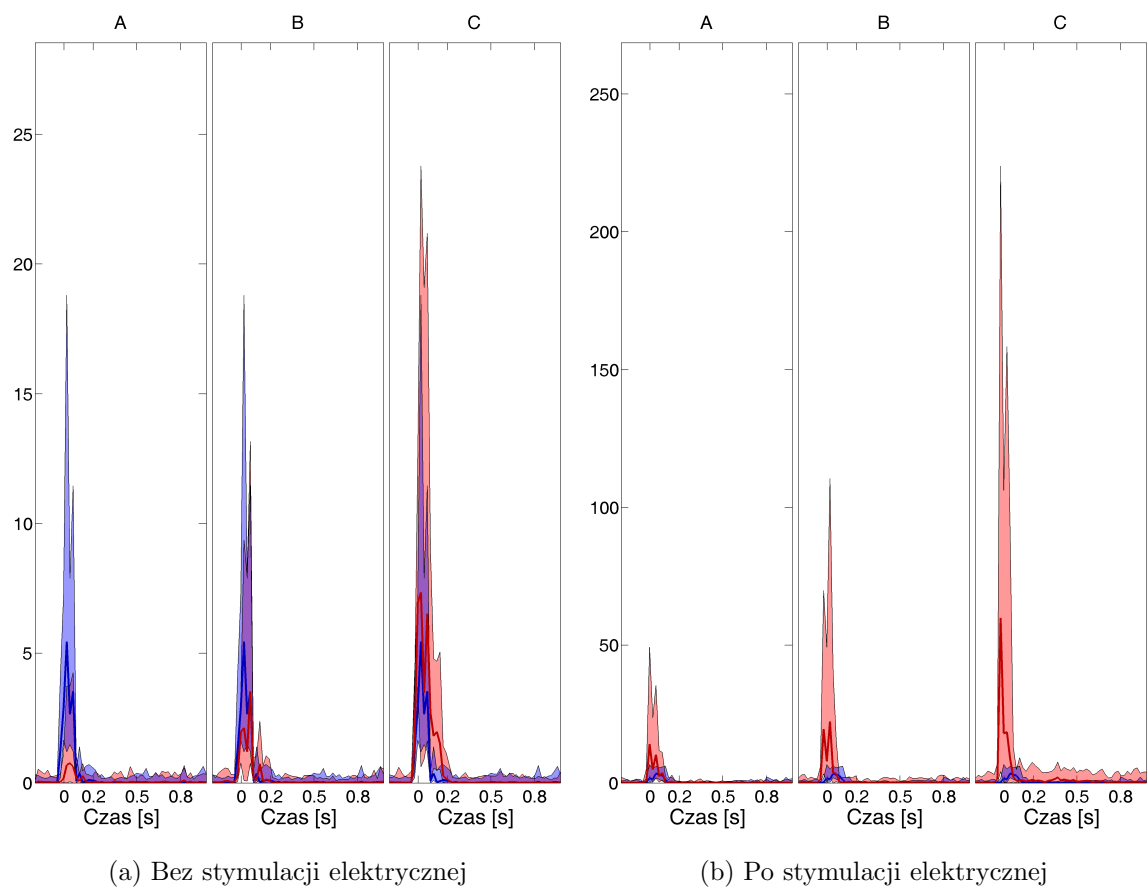 A B C
25
20
15
10
5
0
0 0.2 0.5 0.8 0 0.2 0.5 0.8 0 0.2 0.5 0.8
Czas [s] Czas [s] Czas [s]
(a) Bez stymulacji elektrycznej
A B C
250
200
150
100
50
0
0 0.2 0.5 0.8 0 0.2 0.5 0.8 0 0.2 0.5 0.8
Czas [s] Czas [s] Czas [s]
(b) Po stymulacji elektrycznej